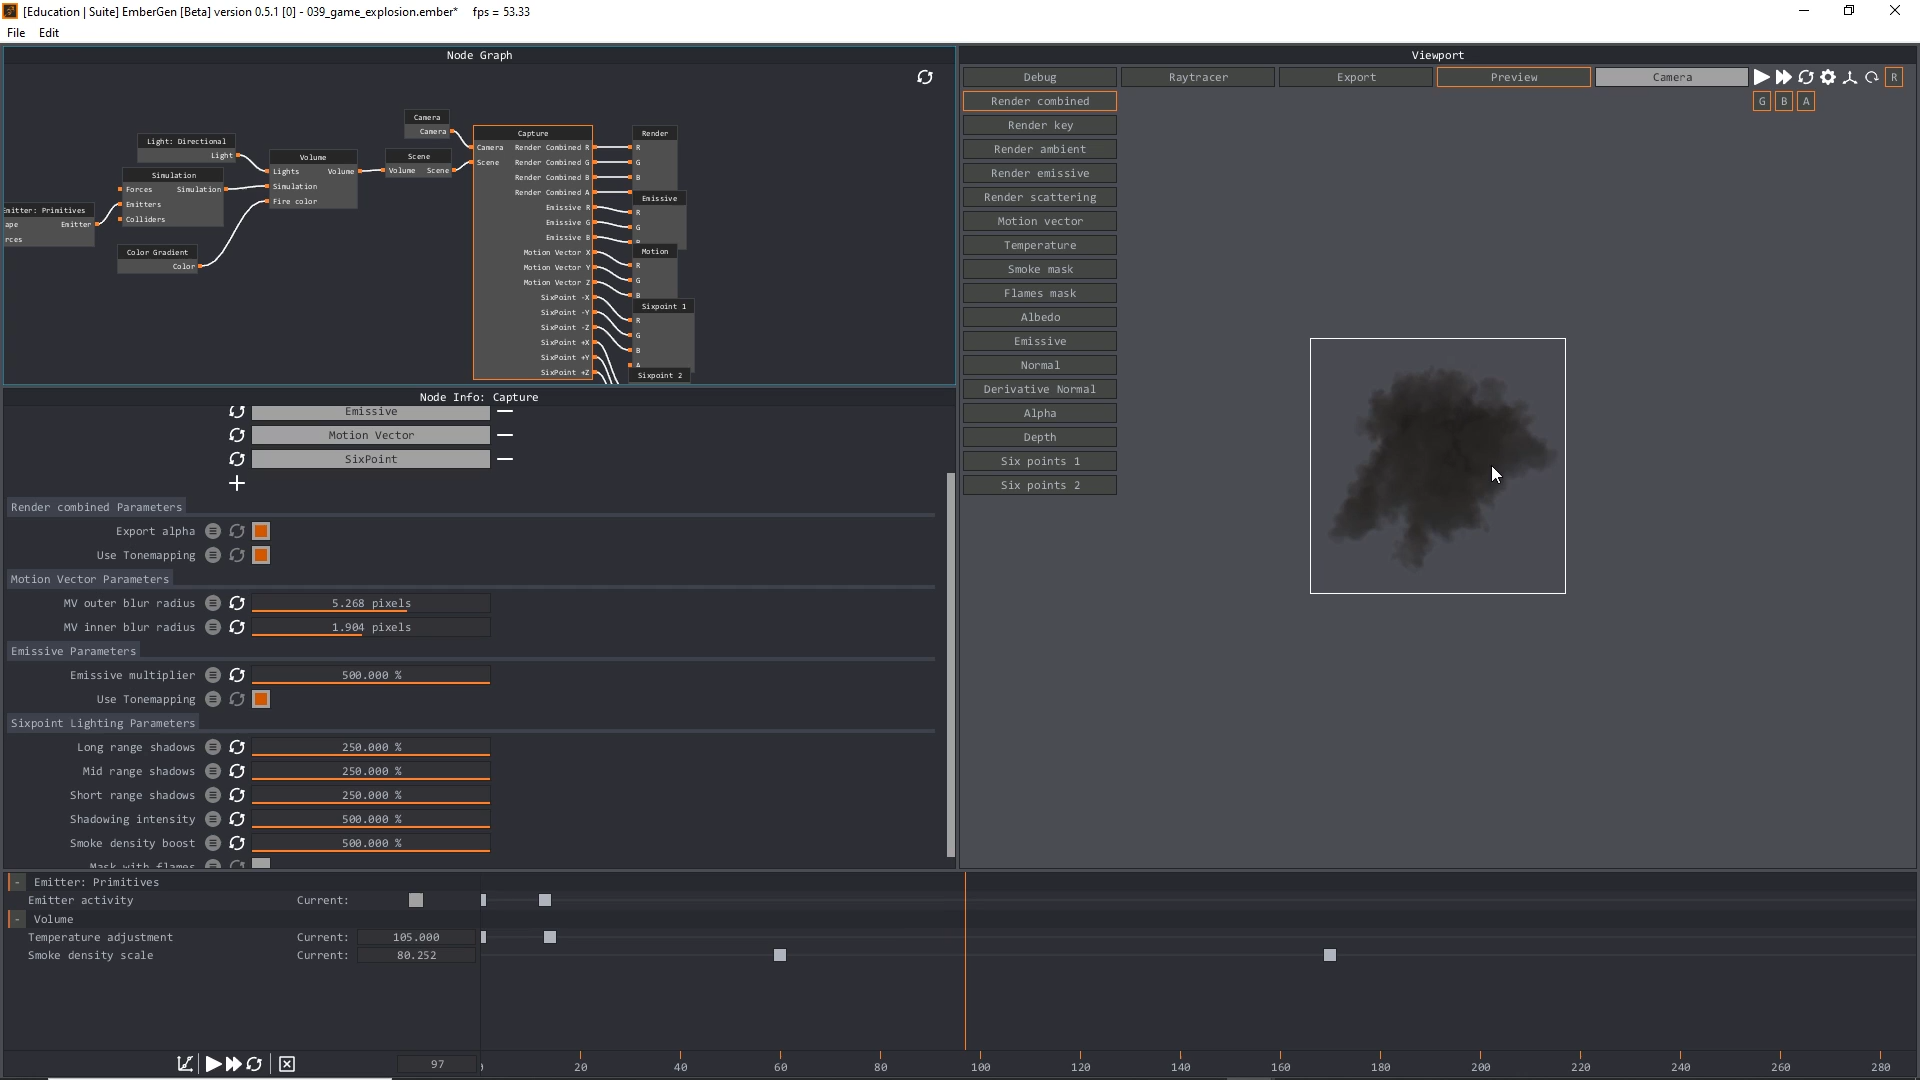 [Education | Suite] EmberGen [Beta] version 0.5.1 [0] - 039_game_explosion.ember* fps = 53.33
File Edit
Node Graph
Camera
Camera
Light: Directional
Light
Simulation
Forces Simulation
Emitters
Colliders
Emitter: Primitives
ape Emitter
rces
Color Gradient
Color
Volume
Lights Volume
Simulation
Fire color
Scene
Volume Scene
Capture
Camera Render Combined R
Scene Render Combined G
Render Combined B
Render Combined A
Emissive R
Emissive G
Emissive B
Motion Vector X
Motion Vector Y
Motion Vector Z
SixPoint -X
SixPoint -Y
SixPoint -Z
SixPoint +X
SixPoint +Y
SixPoint +Z
Render
R
G
B
Emissive
R
G
B
Motion
R
G
B
Sixpoint 1
R
G
B
A
Sixpoint 2
Node Info: Capture
Emissive
Motion Vector
SixPoint
Render combined Parameters
Export alpha
Use Tonemapping
Motion Vector Parameters
MV outer blur radius 5.268 pixels
MV inner blur radius 1.904 pixels
Emissive Parameters
Emissive multiplier 500.000 %
Use Tonemapping
Sixpoint Lighting Parameters
Long range shadows 250.000 %
Mid range shadows 250.000 %
Short range shadows 250.000 %
Shadowing intensity 500.000 %
Smoke density boost 500.000 %
Mask with flames
Viewport
Debug Raytracer Export Preview Camera R
G B A
Render combined
Render key
Render ambient
Render emissive
Render scattering
Motion vector
Temperature
Smoke mask
Flames mask
Albedo
Emissive
Normal
Derivative Normal
Alpha
Depth
Six points 1
Six points 2
- Emitter: Primitives
Emitter activity Current:
- Volume
Temperature adjustment Current: 105.000
Smoke density scale Current: 80.252
97
20 40 60 80 100 120 140 160 180 200 220 240 260 280